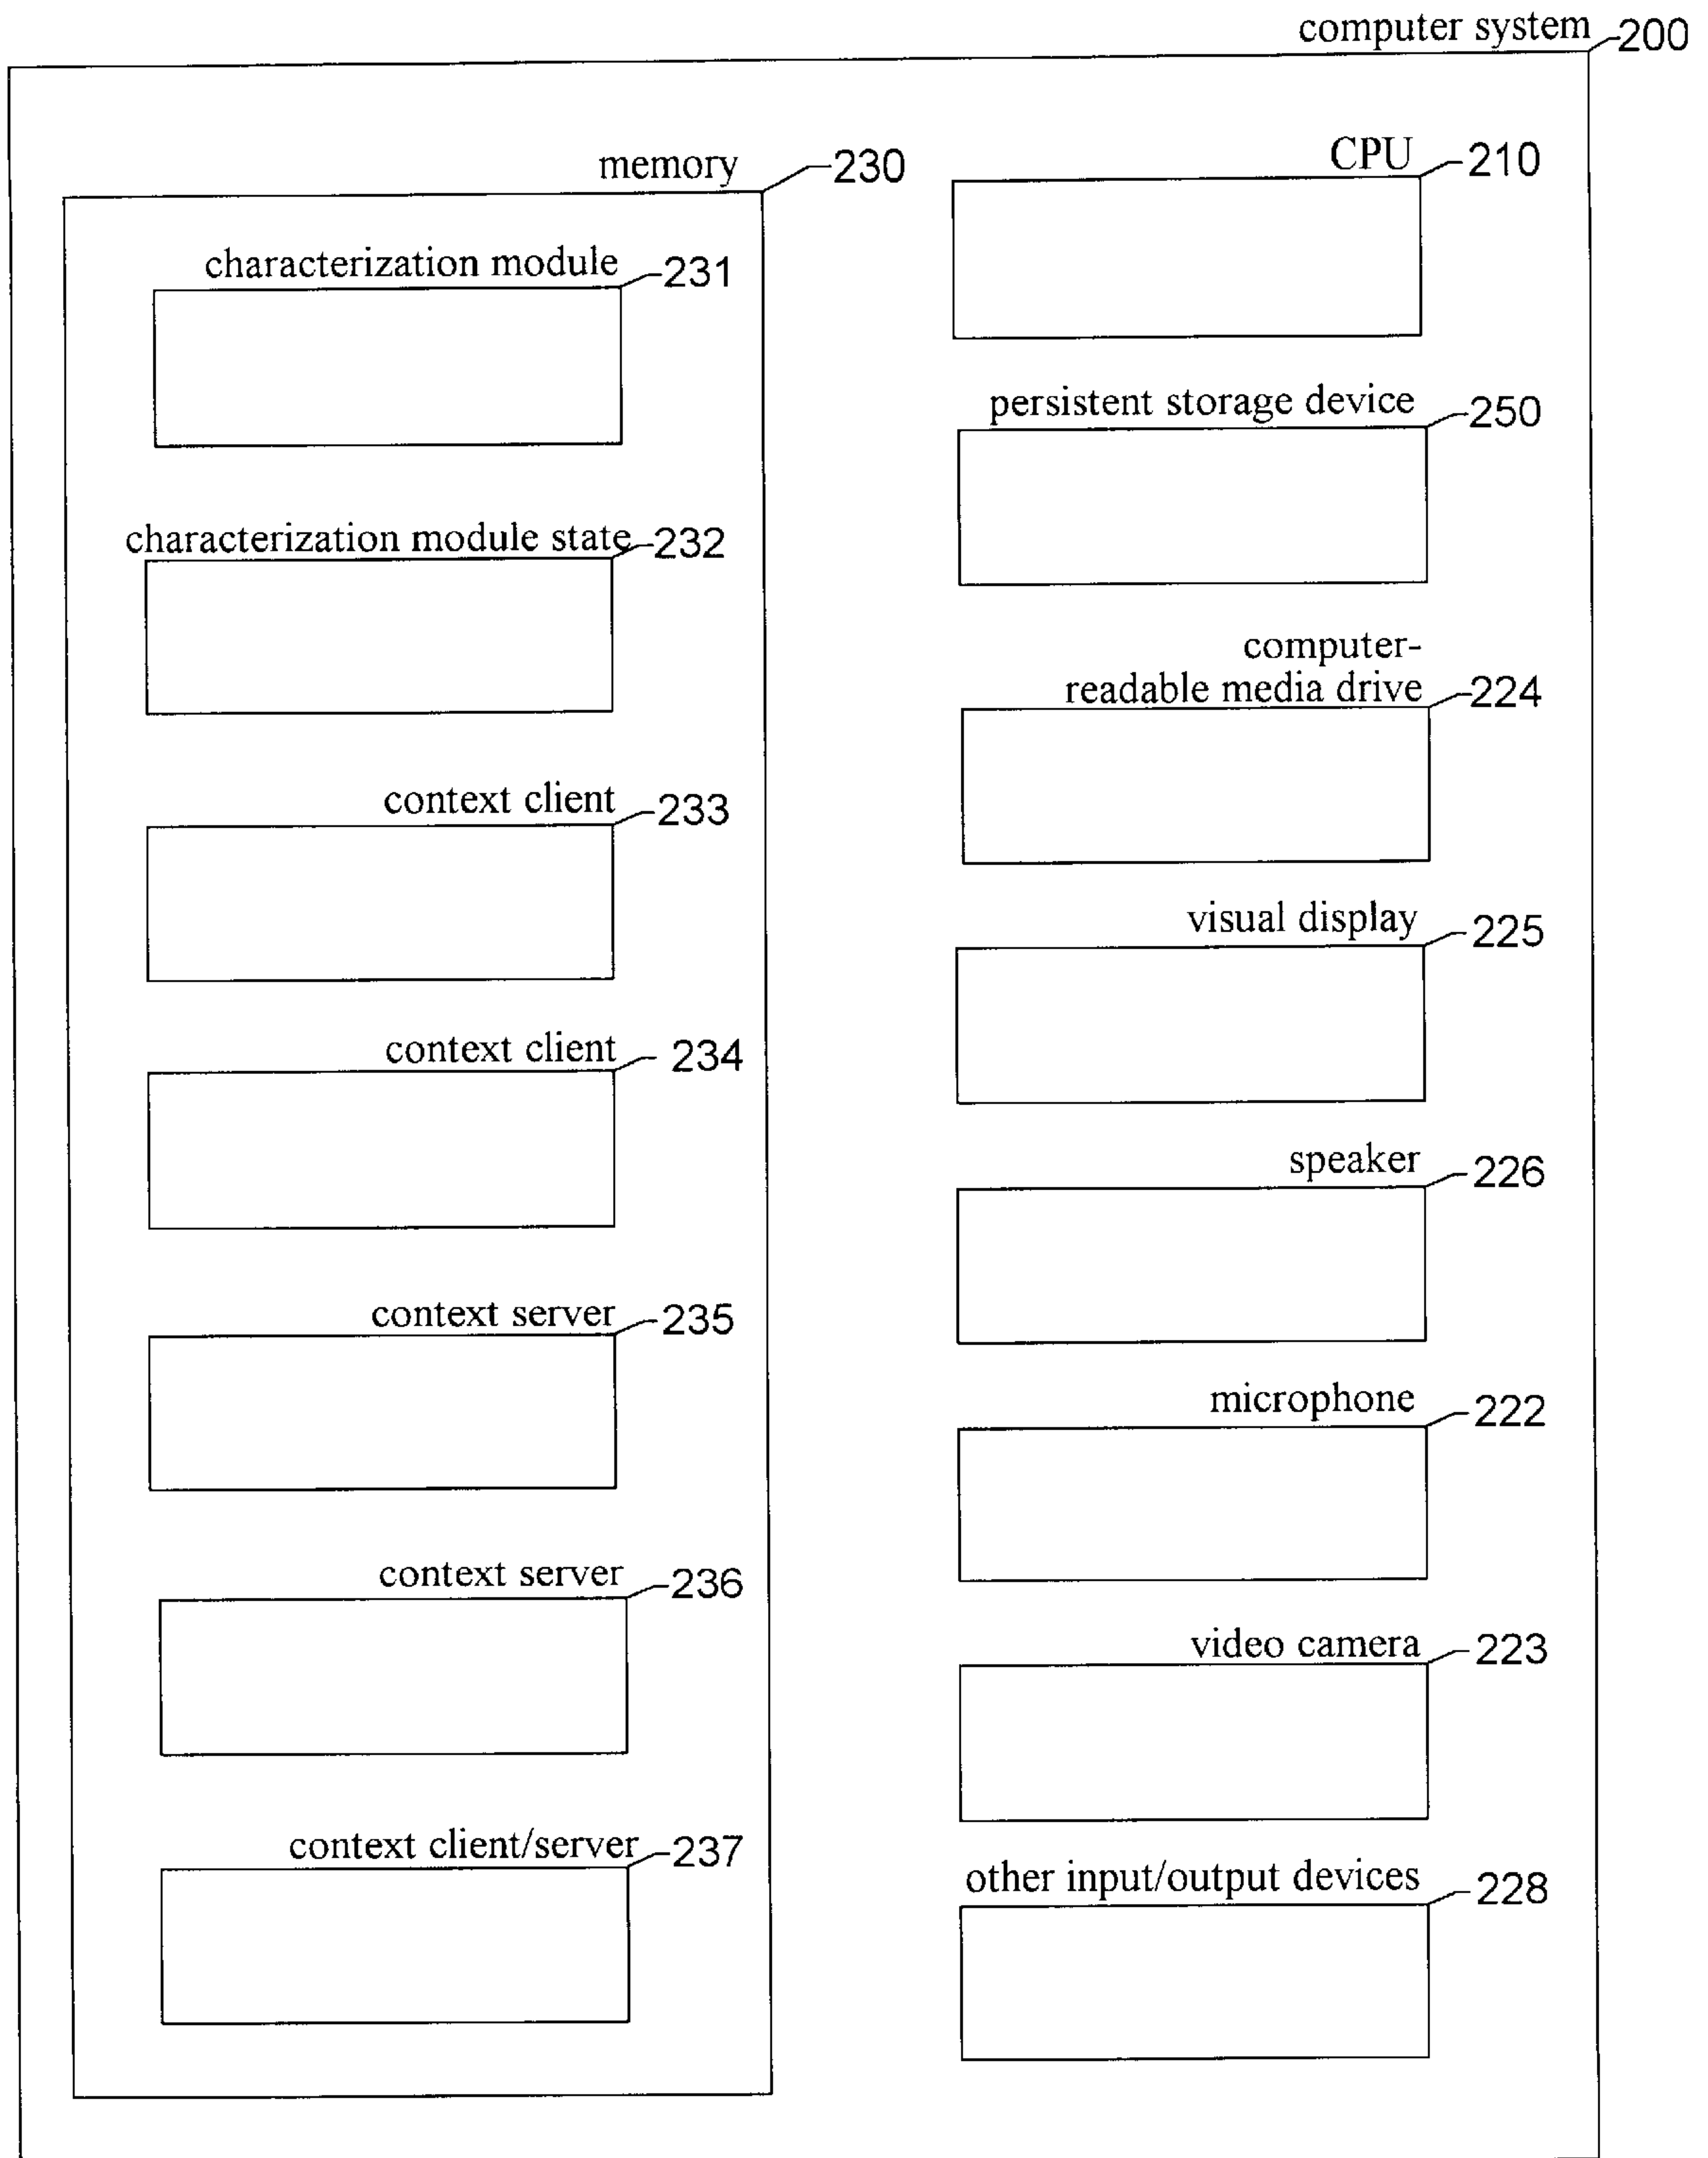 computer system 200
memory 230
characterization module 231
characterization module state 232
context client 233
context client 234
context server 235
context server 236
context client/server 237
CPU 210
persistent storage device 250
computer-
readable media drive 224
visual display 225
speaker 226
microphone 222
video camera 223
other input/output devices 228